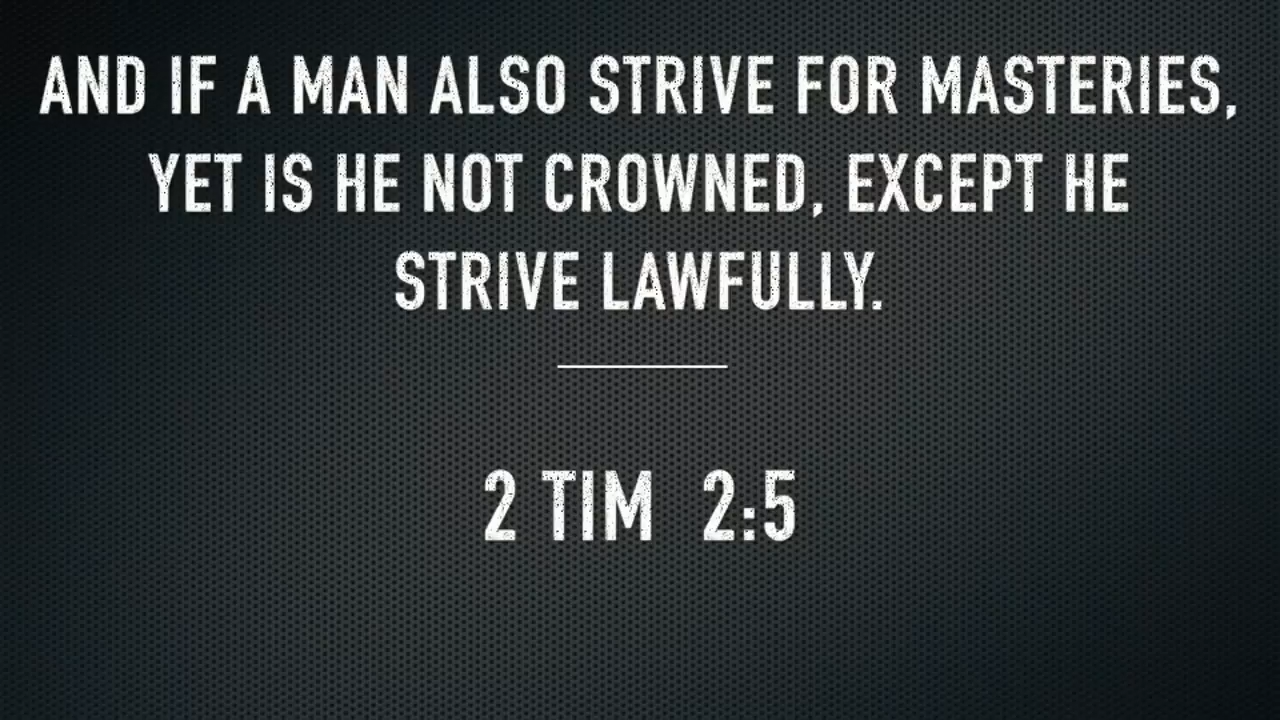 AND IF A MAN ALSO STRIVE FOR MASTERIES,
YET IS HE NOT CROWNED, EXCEPT HE
STRIVE LAWFULLY.
2 TIM 2:5